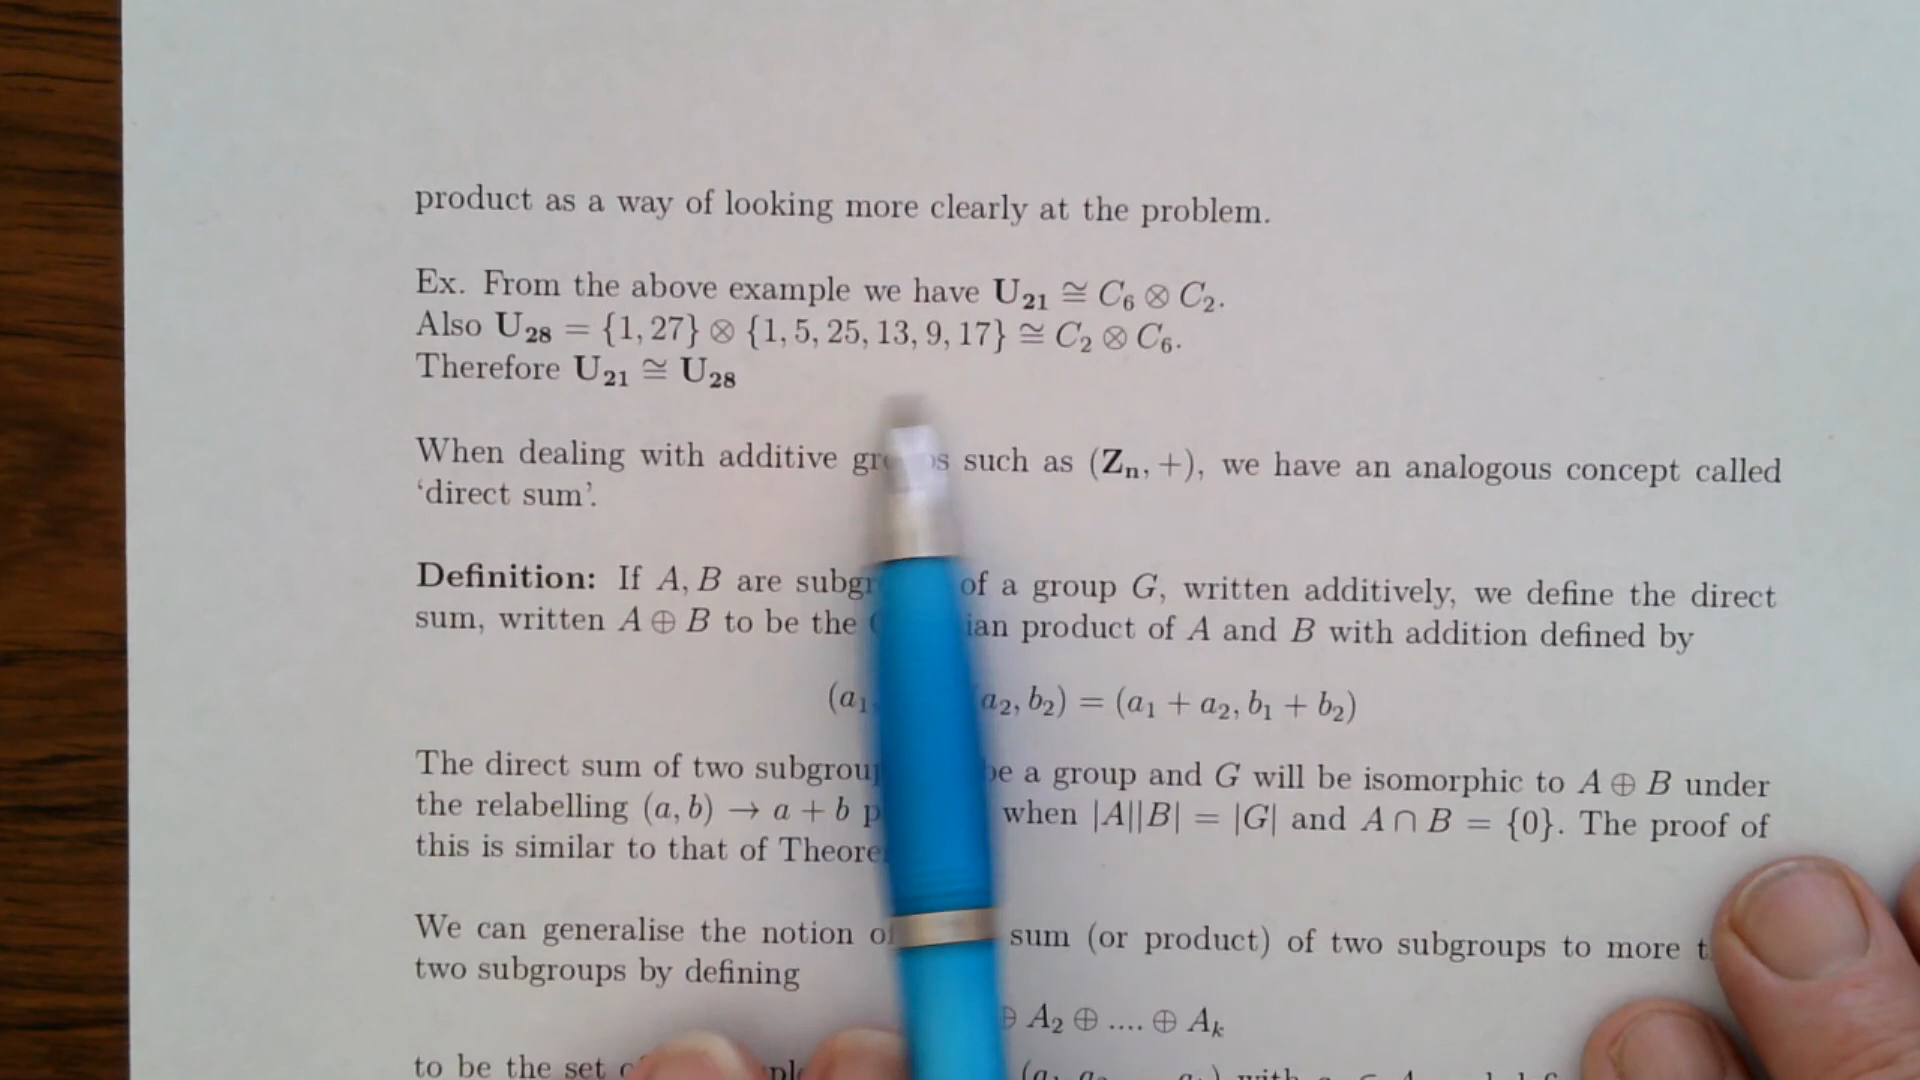 product as a way of looking more clearly at the problem.
Ex. From the above example we have U₂₁ ≅ C₆ ⊗ C₂.
Also U₂₈ = {1, 27} ⊗ {1, 5, 25, 13, 9, 17} ≅ C₂ ⊗ C₆.
Therefore U₂₁ ≅ U₂₈
When dealing with additive such as (Zₙ, +), we have an analogous concept called
‘direct sum’.
Definition: If A, B are of a group G, written additively, we define the direct
sum, written A ⊕ B to be the product of A and B with addition defined by
(a₁ a₂, b₂) = (a₁ + a₂, b₁ + b₂)
The direct sum of two be a group and G will be isomorphic to A ⊕ B under
the relabelling (a, b) → a + b when |A||B| = |G| and A ∩ B = {0}. The proof of
this is similar to that of
We can generalise the notion sum (or product) of two subgroups to more
two subgroups by defining
⊕ A₂ ⊕ .... ⊕ Aₖ
to be the set with